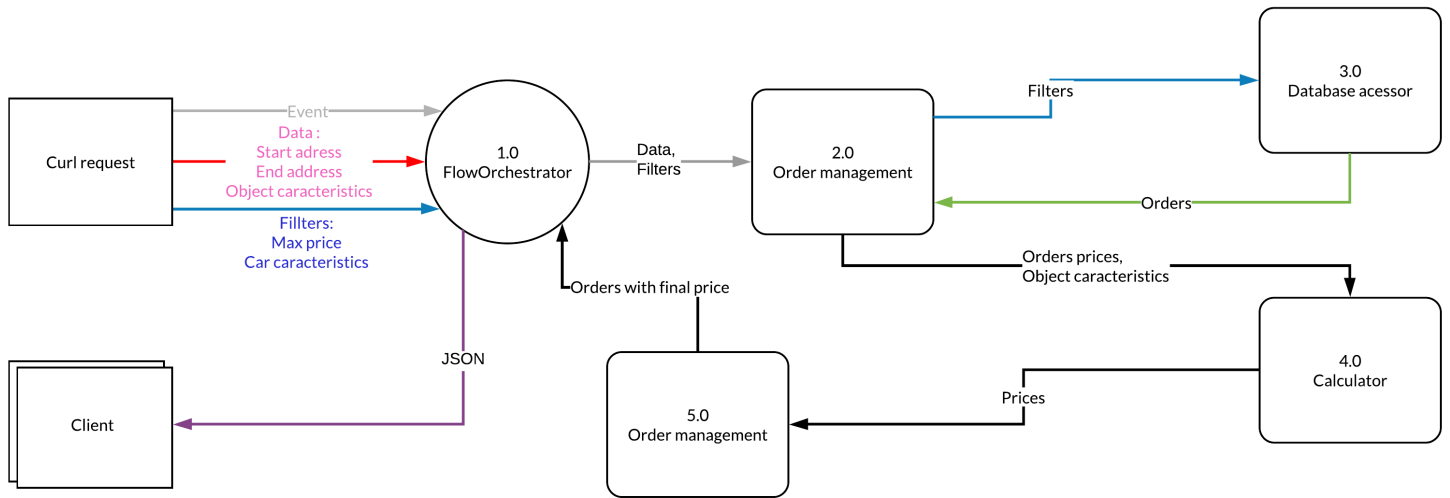 Curl request
Event
Data :
Start adress
End address
Object caracteristics
Fillters:
Max price
Car caracteristics
1.0
FlowOrchestrator
Data,
Filters
2.0
Order management
Filters
3.0
Database acessor
Orders
Orders prices,
Object caracteristics
4.0
Calculator
Prices
5.0
Order management
Orders with final price
JSON
Client